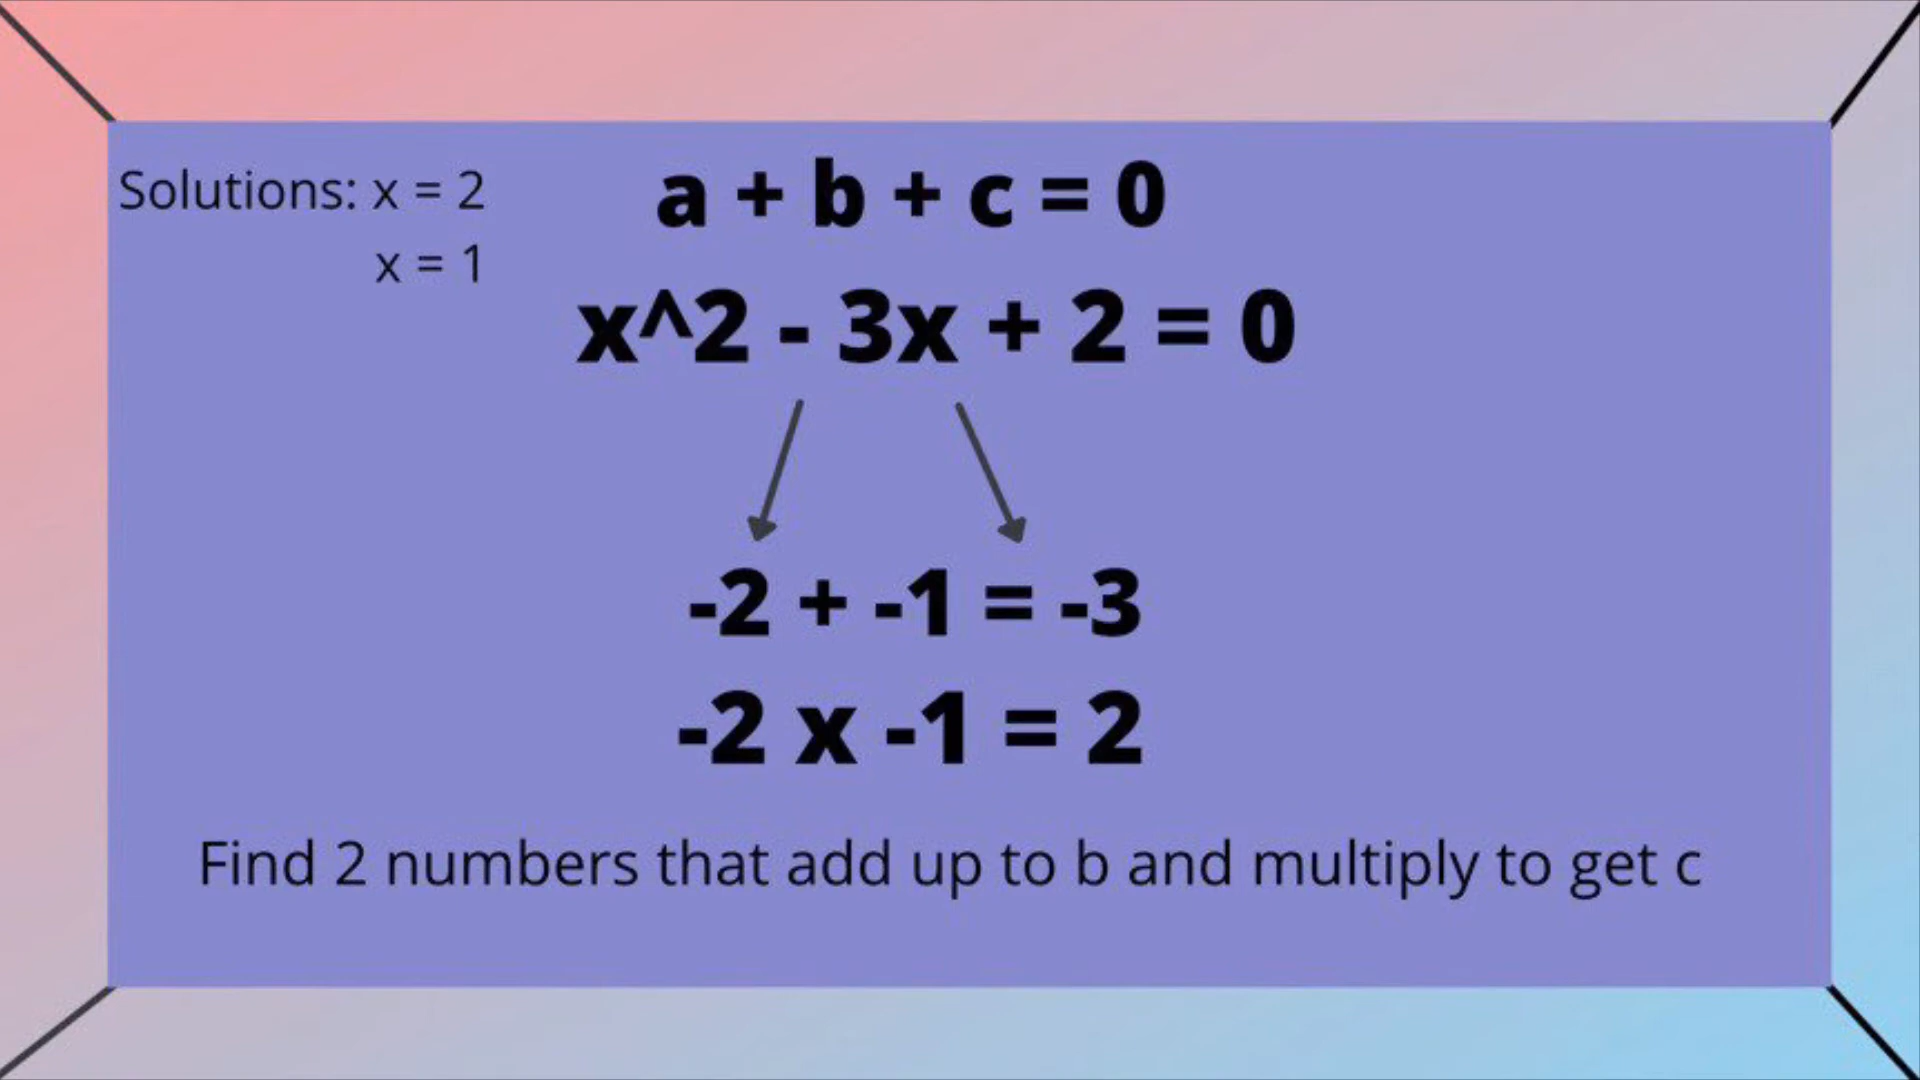 Solutions: x = 2
x = 1
a + b + c = 0
x^2 - 3x + 2 = 0
-2 + -1 = -3
-2 x -1 = 2
Find 2 numbers that add up to b and multiply to get c